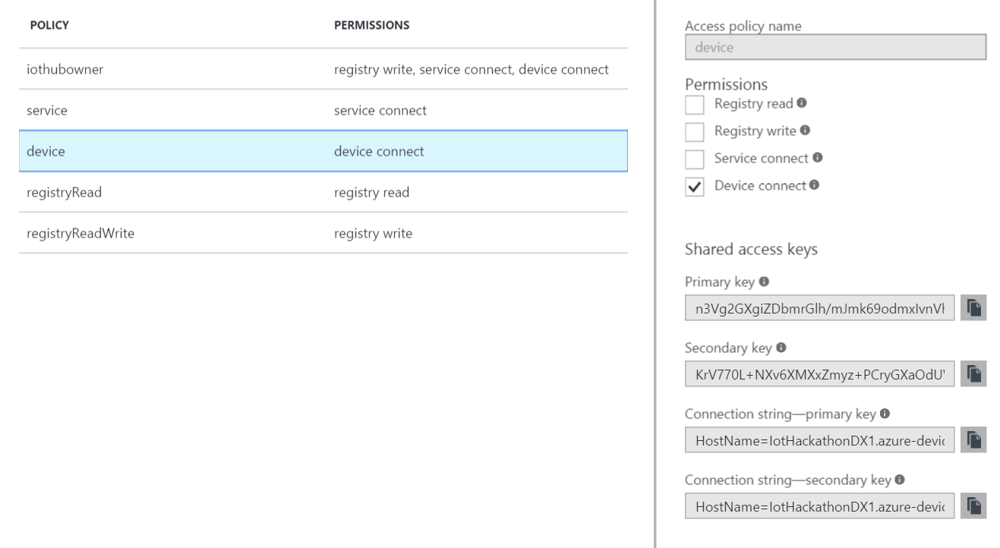 POLICY PERMISSIONS
iothubowner registry write, service connect, device connect
service service connect
device device connect
registryRead registry read
registryReadWrite registry write
Access policy name
device
Permissions
Registry read
Registry write
Service connect
Device connect
Shared access keys
Primary key
n3Vg2GXgiZDbmrGlh/mJmk69odmxIvnVh
Secondary key
KrV770L+NXv6XMXxZmyz+PCryGXaOdU
Connection string—primary key
HostName=IotHackathonDX1.azure-devic
Connection string—secondary key
HostName=IotHackathonDX1.azure-devic